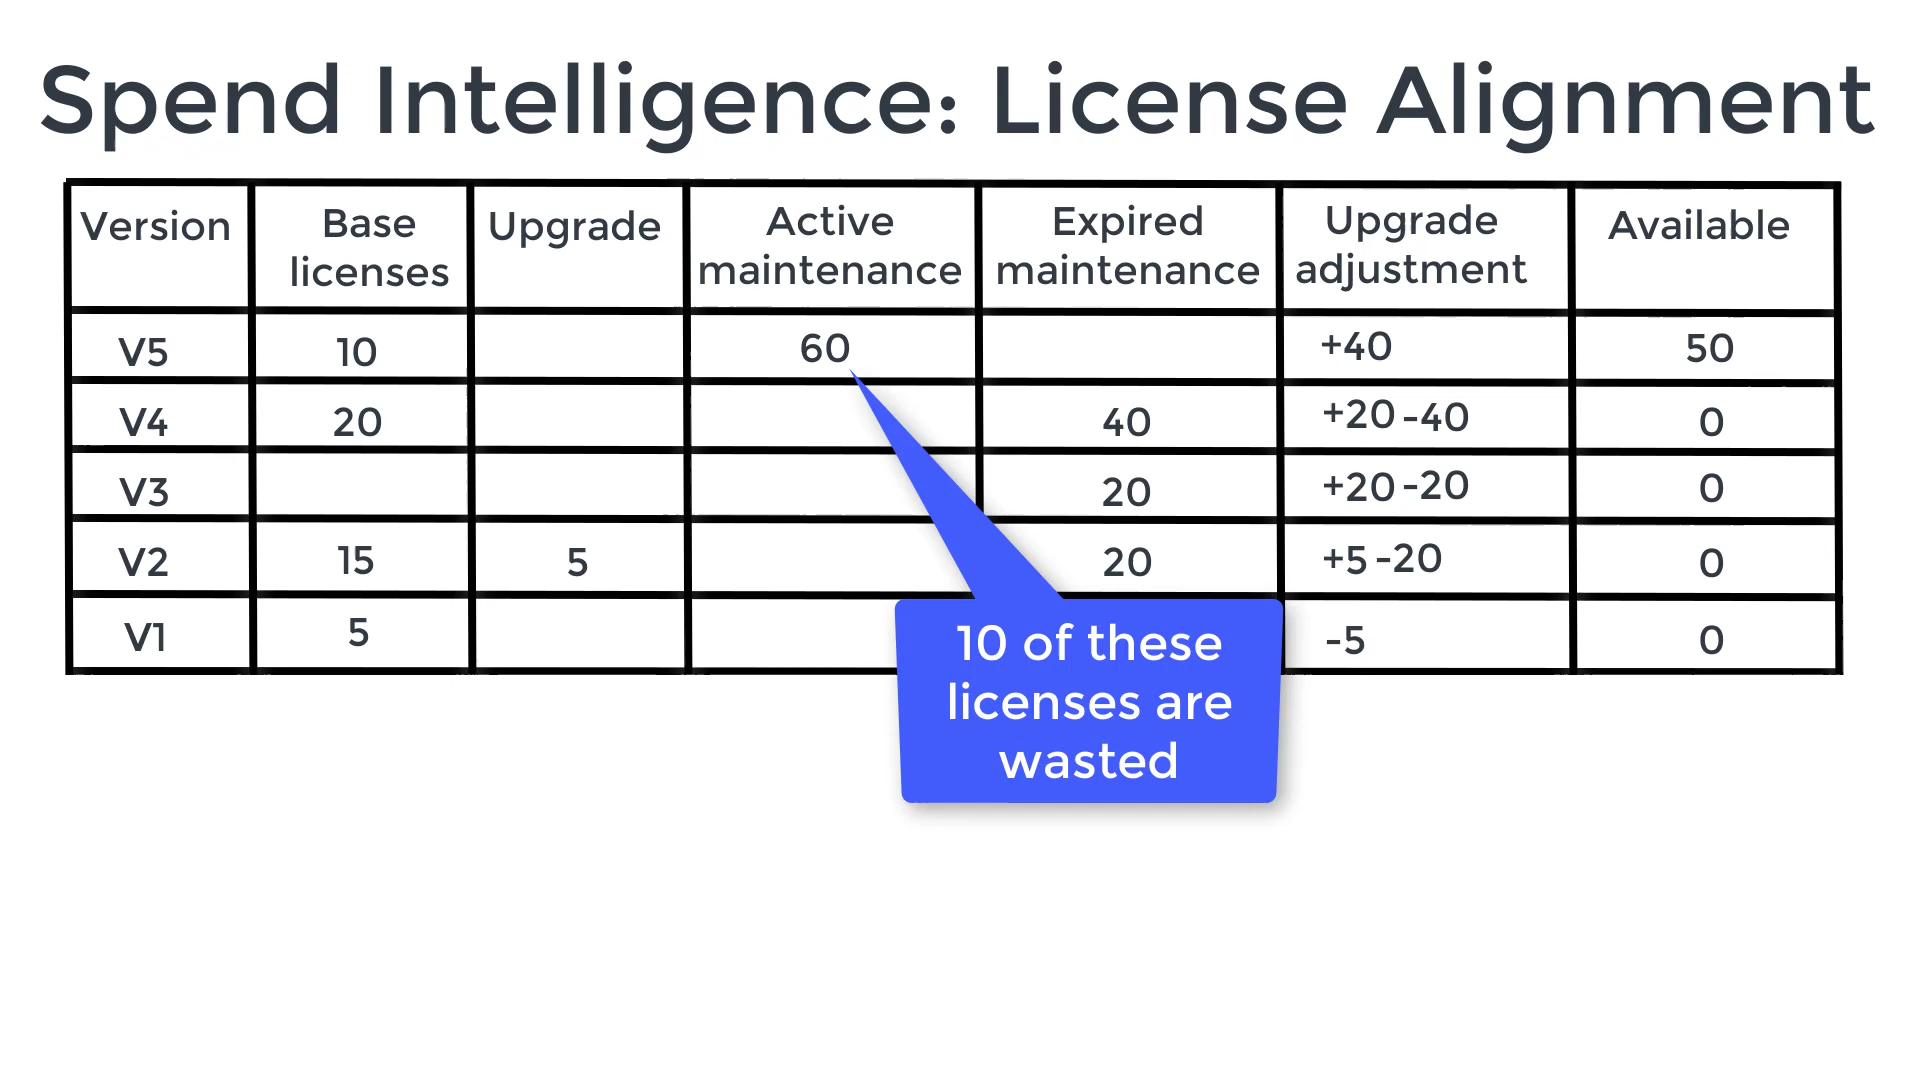 Spend Intelligence: License Alignment
Version Base licenses Upgrade Active maintenance Expired maintenance Upgrade adjustment Available
V5 10 60 +40 50
V4 20 40 +20 -40 0
V3 20 +20 -20 0
V2 15 5 20 +5 -20 0
V1 5 -5 0
10 of these
licenses are
wasted